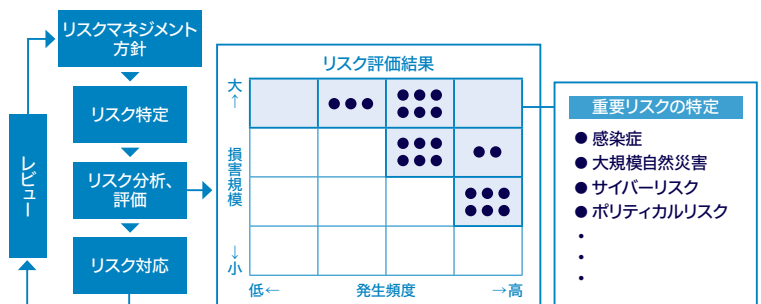 リスクマネジメント
方針
リスク特定
リスク分析、
評価
リスク対応
レビュー
リスク評価結果
大
↑
損害規模
↓
小
低←
発生頻度
→高
重要リスクの特定
● 感染症
● 大規模自然災害
● サイバーリスク
● ポリティカルリスク
・
・
・